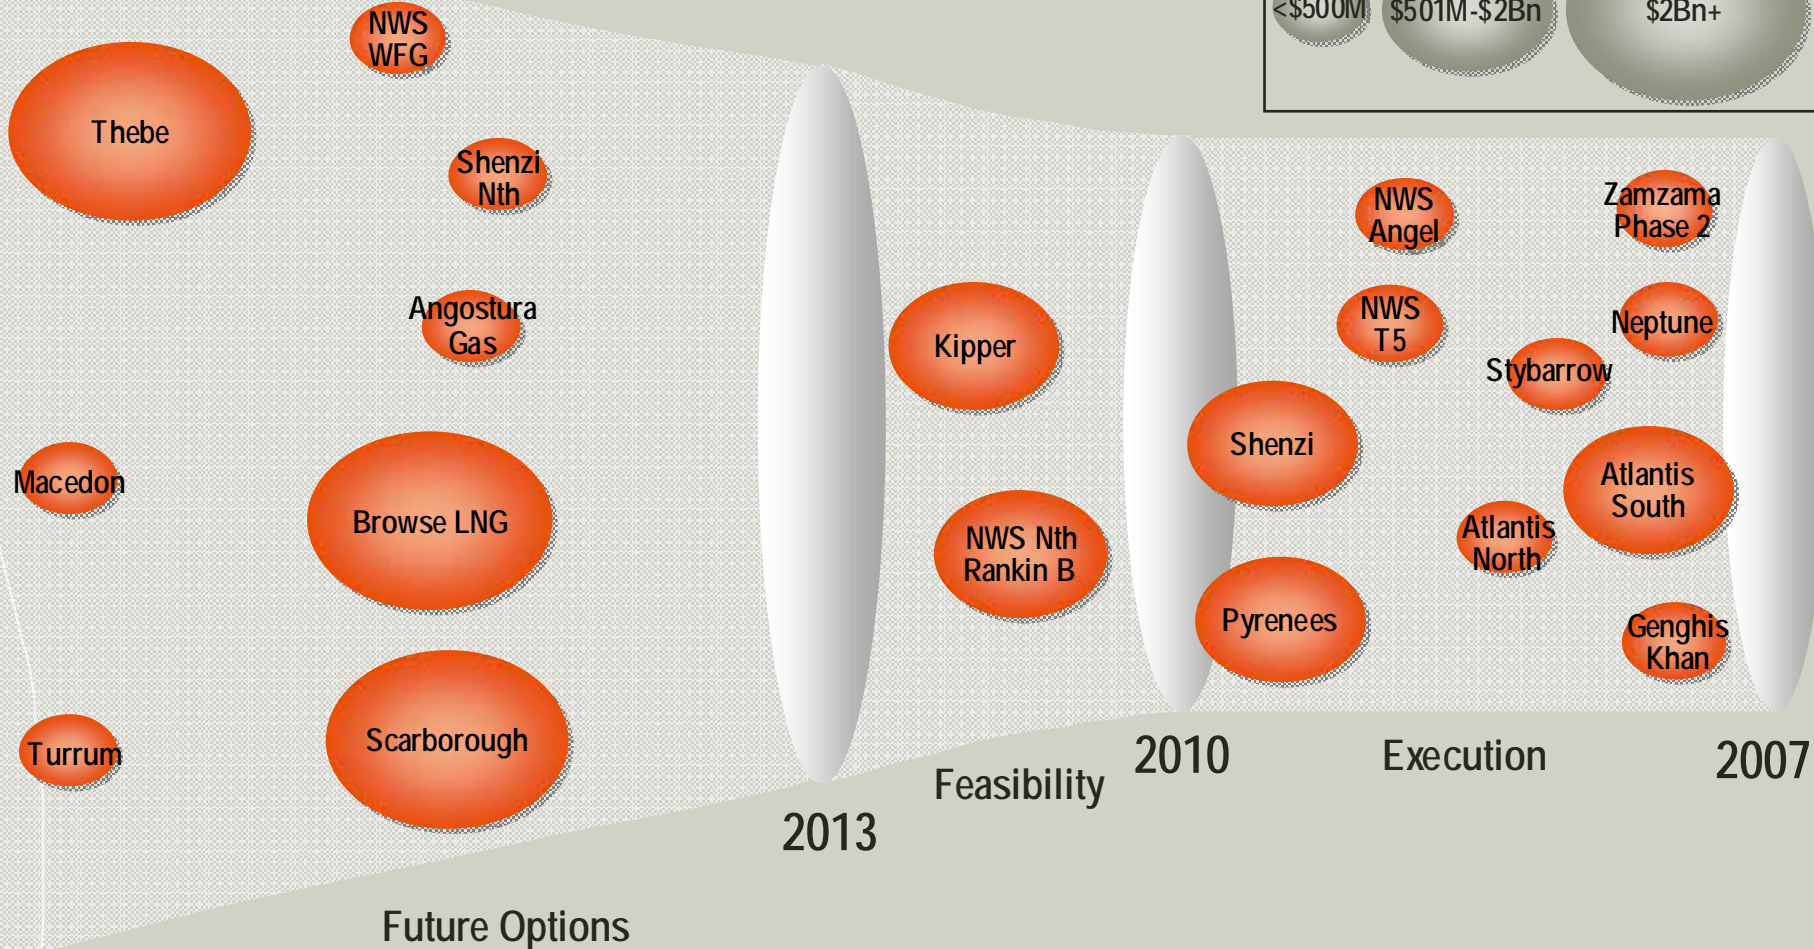 <$500M
$501M-$2Bn
$2Bn+
NWS
WFG
Thebe
Shenzi
Nth
Angostura
Gas
Macedon
Browse LNG
Scarborough
Turrum
Kipper
NWS Nth
Rankin B
NWS
Angel
NWS
T5
Zamzama
Phase 2
Neptune
Stybarrow
Shenzi
Atlantis
South
Atlantis
North
Pyrenees
Genghis
Khan
2013
Feasibility
2010
Execution
2007
Future Options